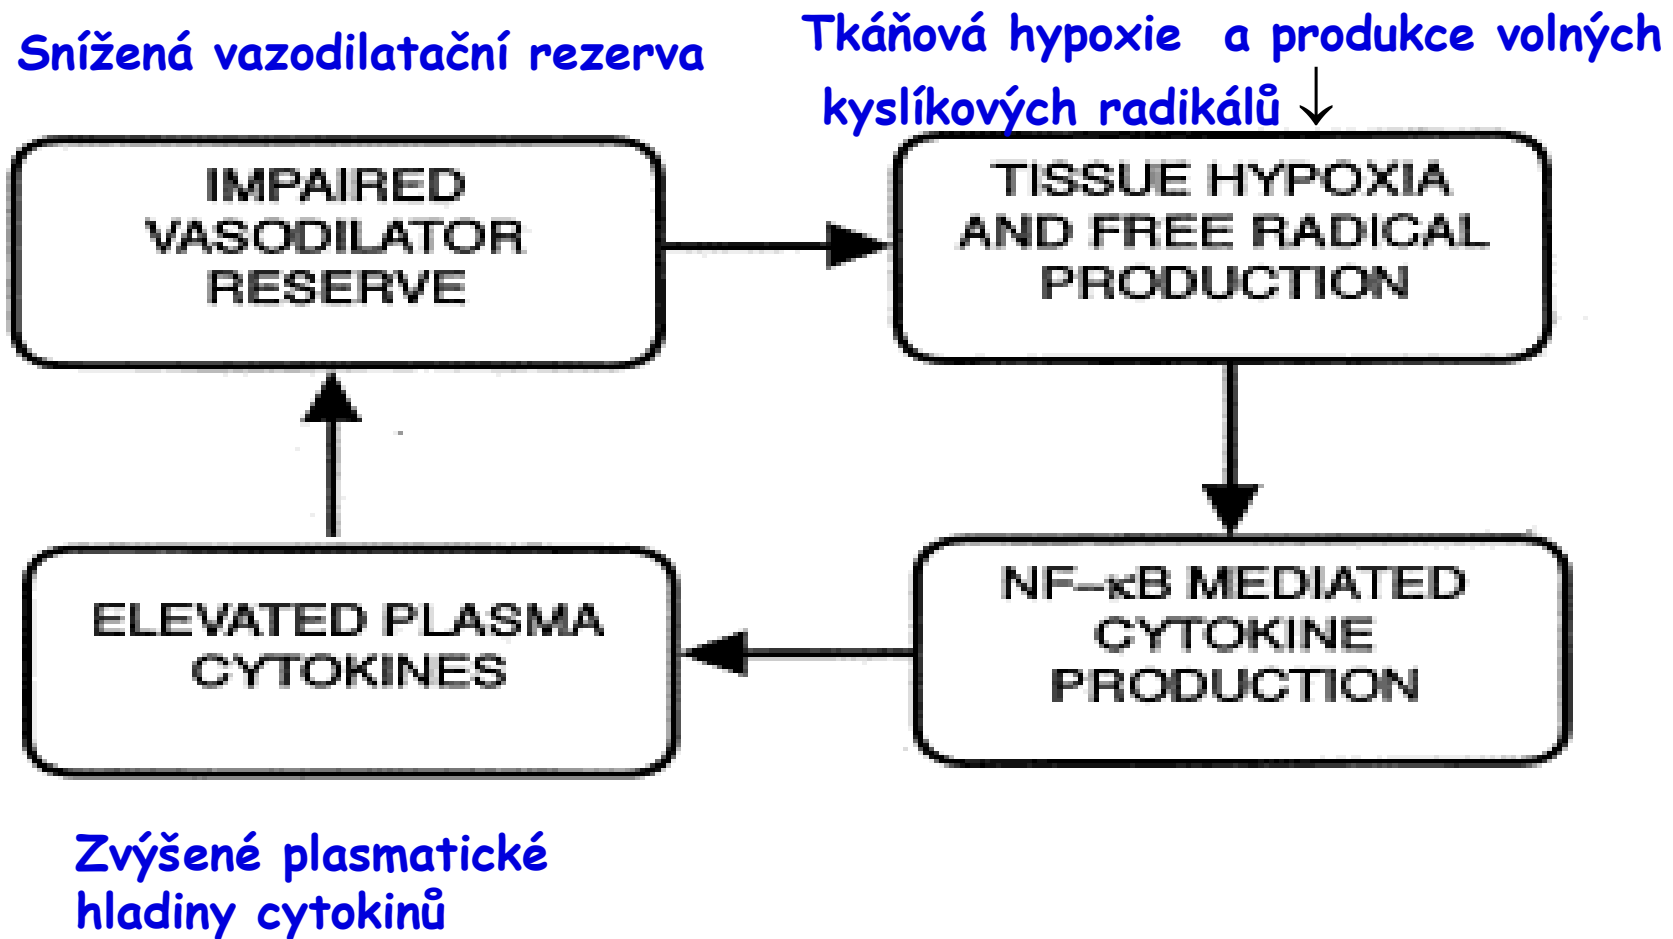 Snížená vazodilatační rezerva
Tkáňová hypoxie a produkce volných
kyslíkových radikálů ↓
IMPAIRED
VASODILATOR
RESERVE
TISSUE HYPOXIA
AND FREE RADICAL
PRODUCTION
ELEVATED PLASMA
CYTOKINES
NF–κB MEDIATED
CYTOKINE
PRODUCTION
Zvýšené plasmatické
hladiny cytokinů